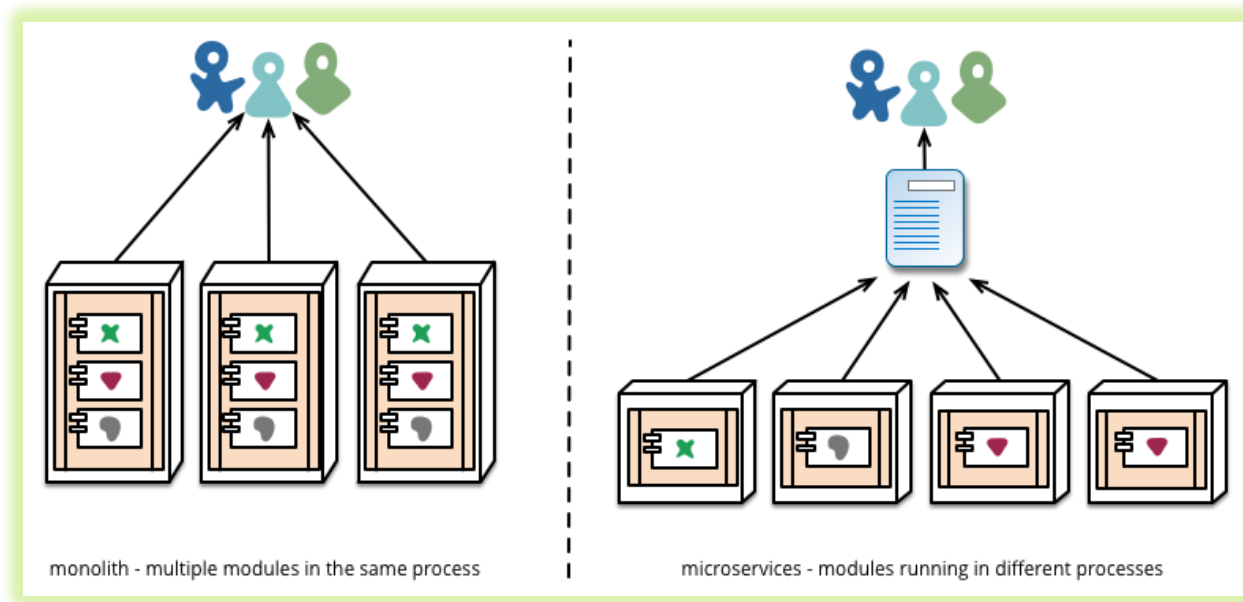 monolith - multiple modules in the same process
microservices - modules running in different processes